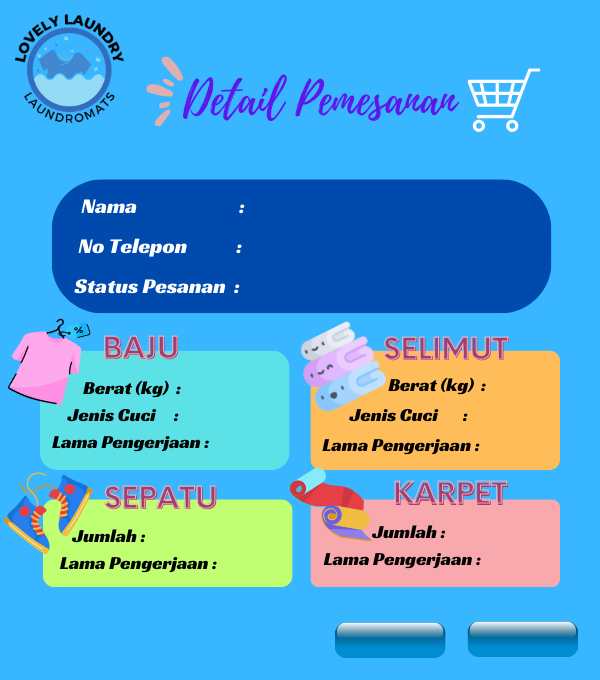 LOVELY LAUNDRY
LAUNDROMATS
Detail Pemesanan
Nama :
No Telepon :
Status Pesanan :
%
BAJU
Berat (kg) :
Jenis Cuci :
Lama Pengerjaan :
SELIMUT
Berat (kg) :
Jenis Cuci :
Lama Pengerjaan :
SEPATU
Jumlah :
Lama Pengerjaan :
KARPET
Jumlah :
Lama Pengerjaan :